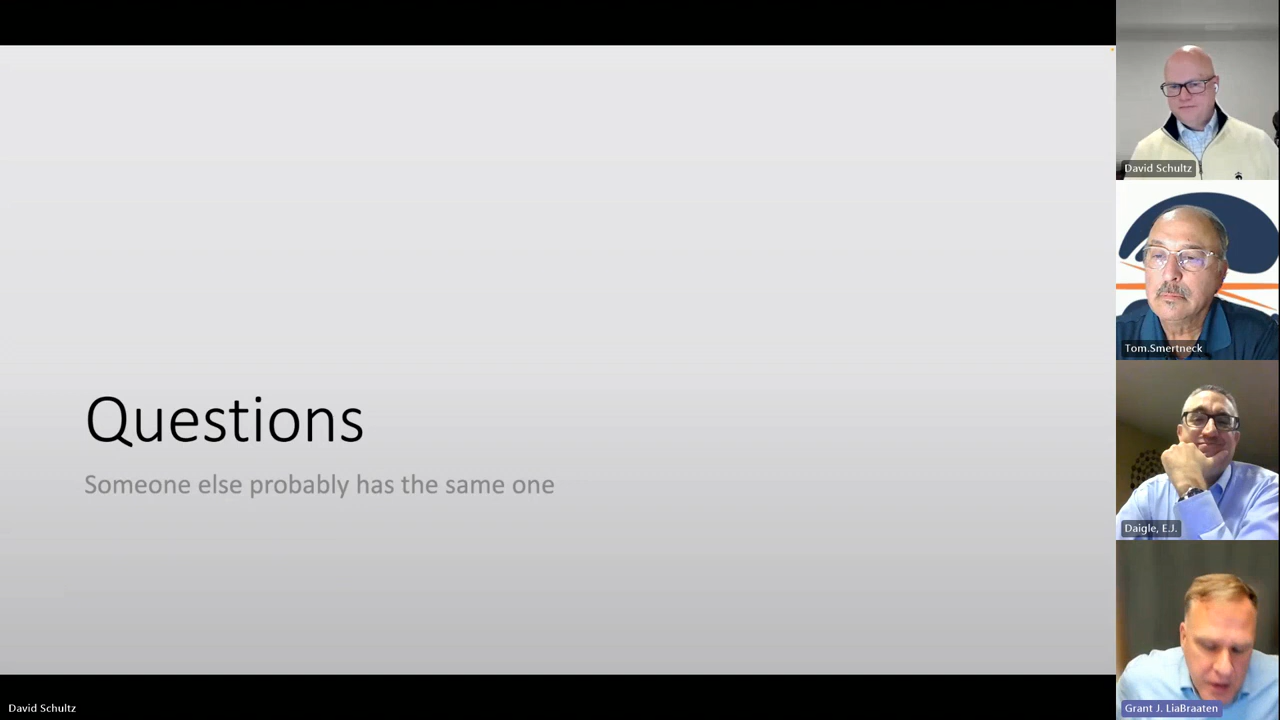 Questions
Someone else probably has the same one
David Schultz
Tom.Smertneck
Daigle, E.J.
Grant J. LiaBraaten
David Schultz